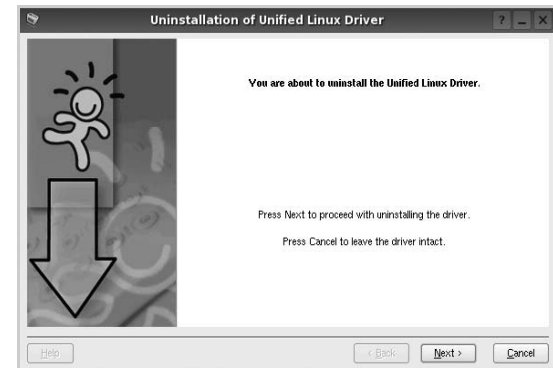 Uninstallation of Unified Linux Driver
You are about to uninstall the Unified Linux Driver.
Press Next to proceed with uninstalling the driver.
Press Cancel to leave the driver intact.
Help
< Back
Next >
Cancel